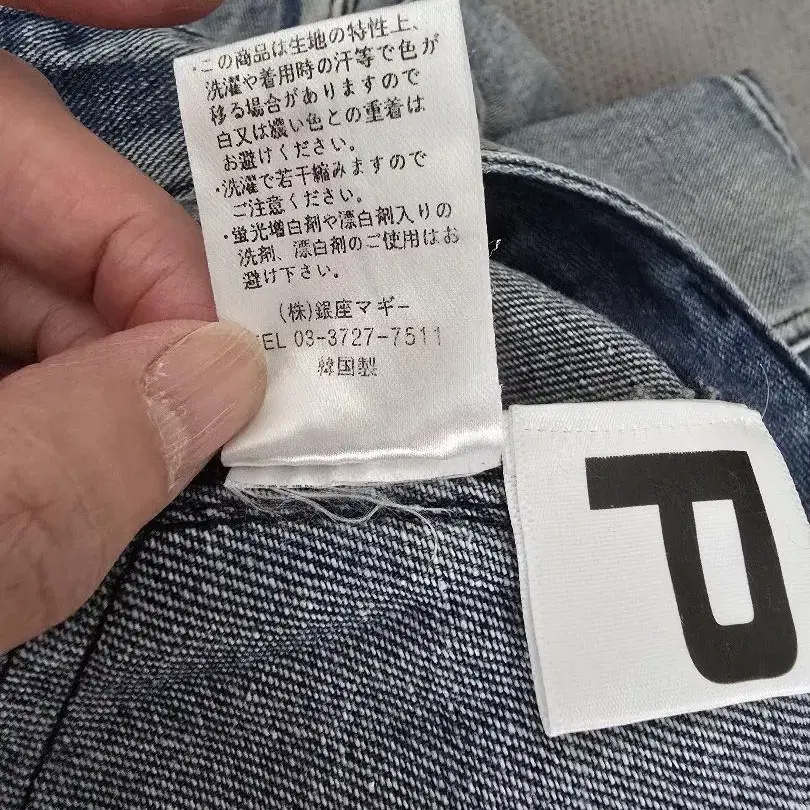 ・この商品は生地の特性上、
洗濯や着用時の汗等で色が
移る場合がありますので
白又は濃い色との重着は
お避けください。
・洗濯で若干縮みますので
ご注意ください。
・蛍光増白剤や漂白剤入りの
洗剤、漂白剤のご使用はお
避け下さい。
(株)銀座マギー
TEL 03-3727-7511
韓国製
P